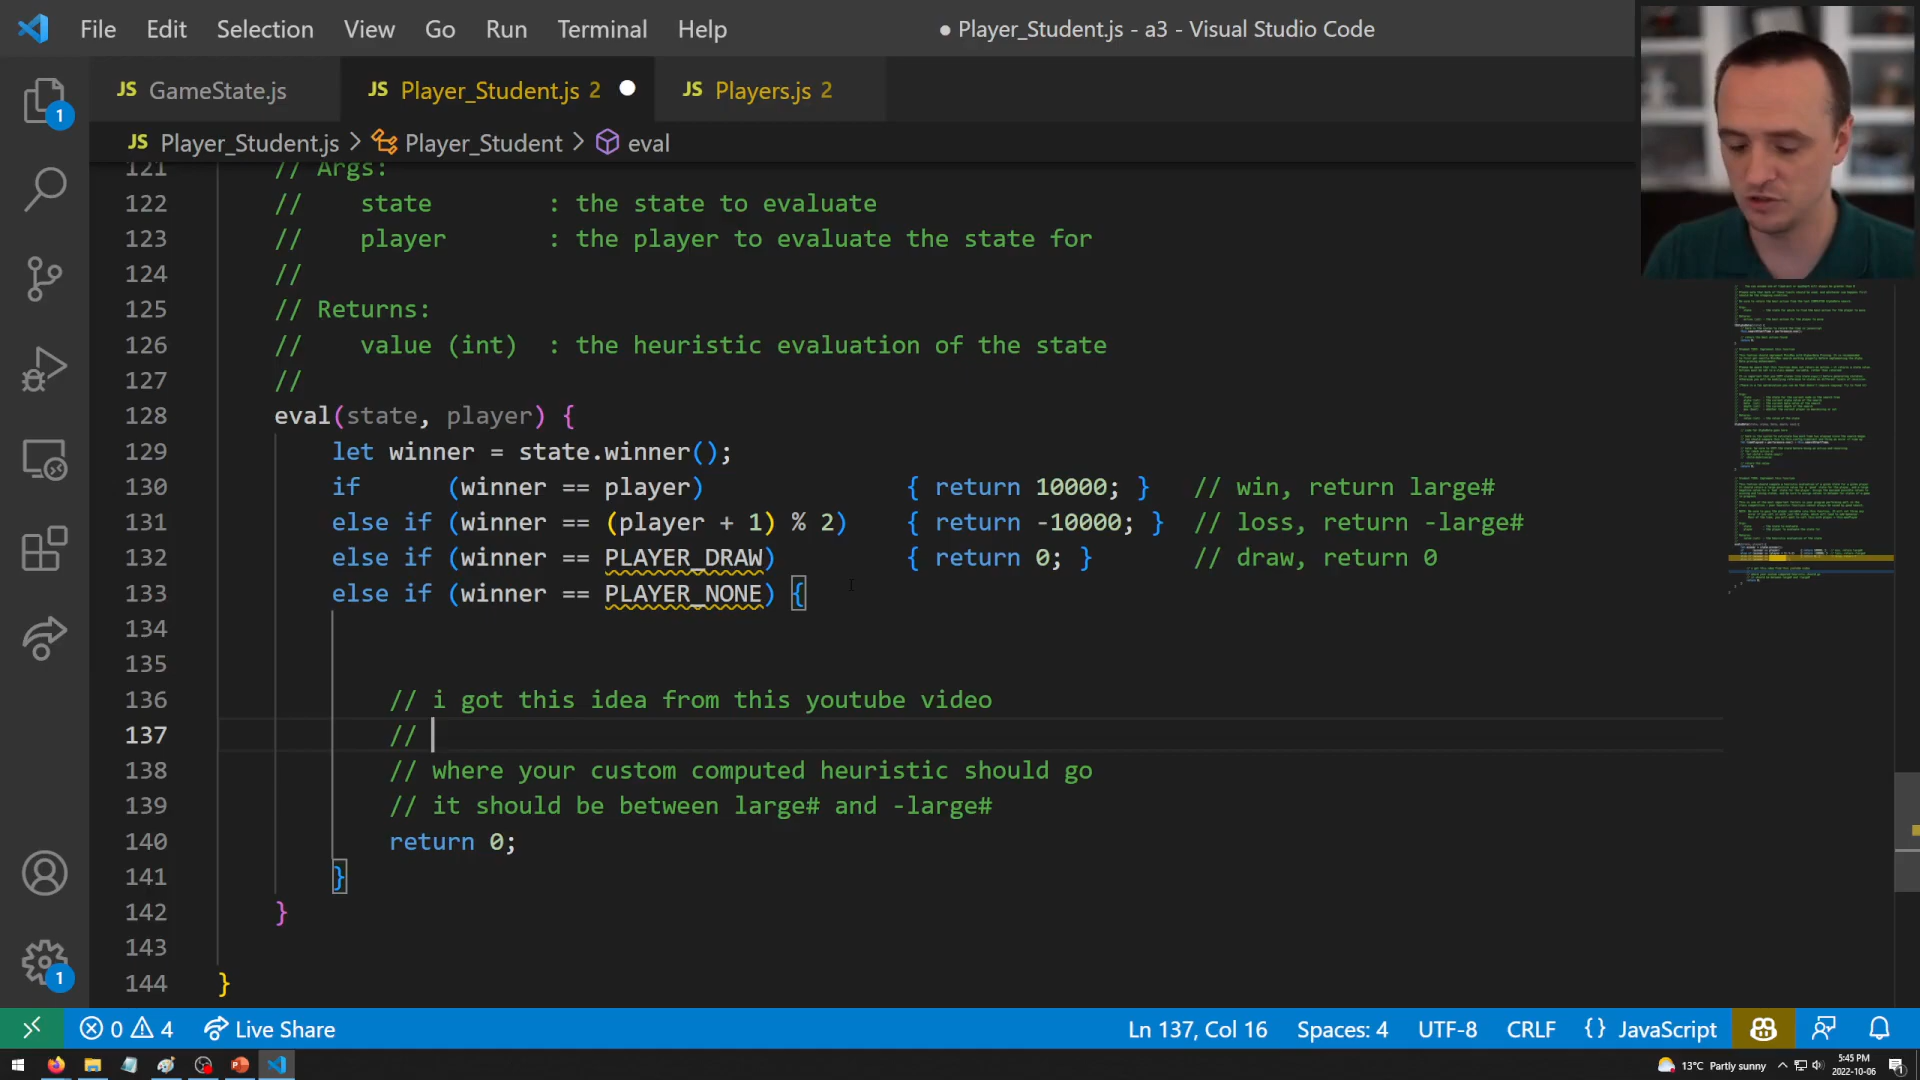 File Edit Selection View Go Run Terminal Help
● Player_Student.js - a3 - Visual Studio Code
JS GameState.js
JS Player_Student.js 2
JS Players.js 2
JS Player_Student.js > Player_Student > eval
1
121 // Args:
122 //    state        : the state to evaluate
123 //    player       : the player to evaluate the state for
124 //
125 // Returns:
126 //    value (int)  : the heuristic evaluation of the state
127 //
128 eval(state, player) {
129     let winner = state.winner();
130     if      (winner == player)              { return 10000; }   // win, return large#
131     else if (winner == (player + 1) % 2)    { return -10000; }  // loss, return -large#
132     else if (winner == PLAYER_DRAW)         { return 0; }       // draw, return 0
133     else if (winner == PLAYER_NONE) {
134
135
136         // i got this idea from this youtube video
137         //
138         // where your custom computed heuristic should go
139         // it should be between large# and -large#
140         return 0;
141     }
142 }
143
144 }
1
0 4 Live Share
Ln 137, Col 16 Spaces: 4 UTF-8 CRLF {} JavaScript
13°C Partly sunny
5:45 PM
2022-10-06